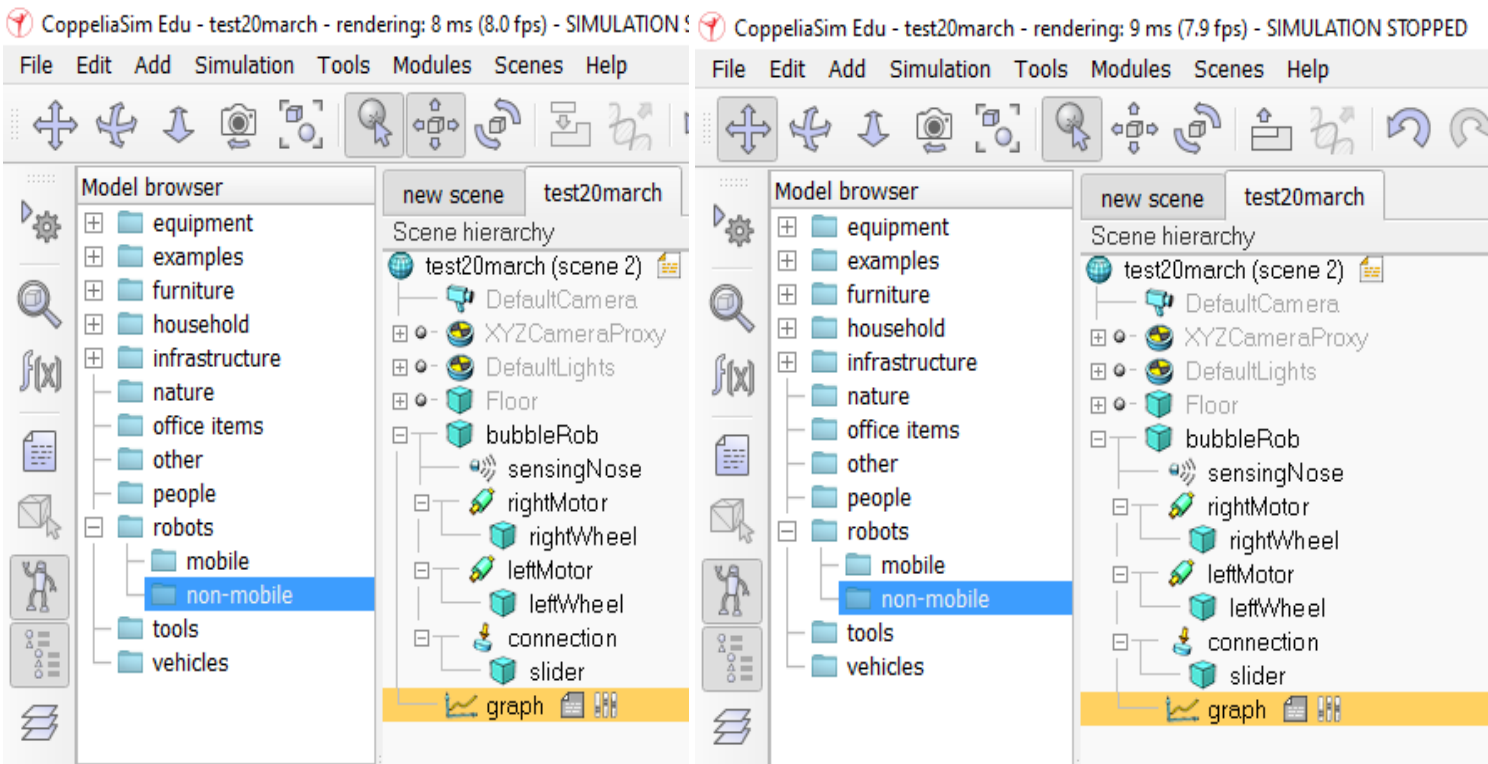 CoppeliaSim Edu - test20march - rendering: 8 ms (8.0 fps) - SIMULATION S
File Edit Add Simulation Tools Modules Scenes Help
Model browser
equipment
examples
furniture
household
infrastructure
nature
office items
other
people
robots
mobile
non-mobile
tools
vehicles
f(x)
new scene test20march
Scene hierarchy
test20march (scene 2)
DefaultCamera
XYZCameraProxy
DefaultLights
Floor
bubbleRob
sensingNose
rightMotor
rightWheel
leftMotor
leftWheel
connection
slider
graph
CoppeliaSim Edu - test20march - rendering: 9 ms (7.9 fps) - SIMULATION STOPPED
File Edit Add Simulation Tools Modules Scenes Help
Model browser
equipment
examples
furniture
household
infrastructure
nature
office items
other
people
robots
mobile
non-mobile
tools
vehicles
f(x)
new scene test20march
Scene hierarchy
test20march (scene 2)
DefaultCamera
XYZCameraProxy
DefaultLights
Floor
bubbleRob
sensingNose
rightMotor
rightWheel
leftMotor
leftWheel
connection
slider
graph